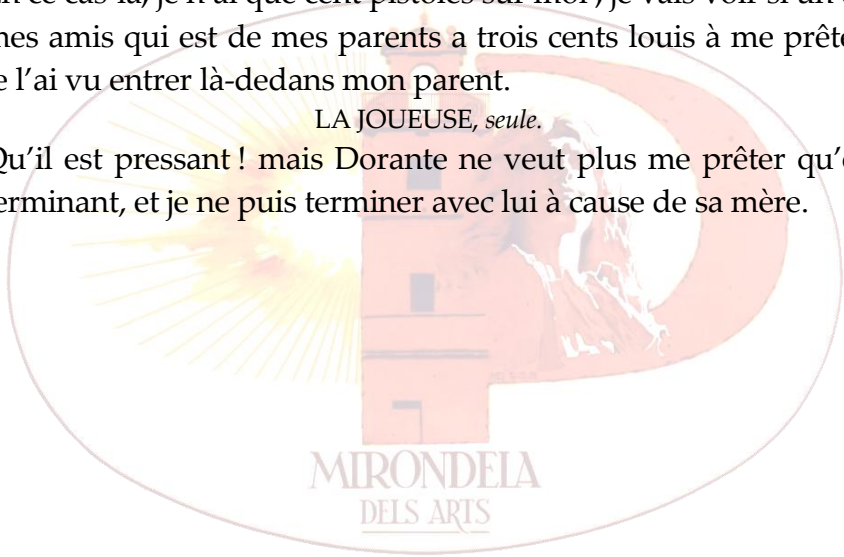 ce cas-là, je n'ai que cent pistoles sur moi, je vais voir si un
mes amis qui est de mes parents a trois cents louis à me
l'ai vu entrer là-dedans mon parent.
LA JOUEUSE, seule.
Qu'il est pressant ! mais Dorante ne veut plus me prêter
et je ne puis terminer avec lui à cause de sa mère.
MIRONDELA
DELS ARTS